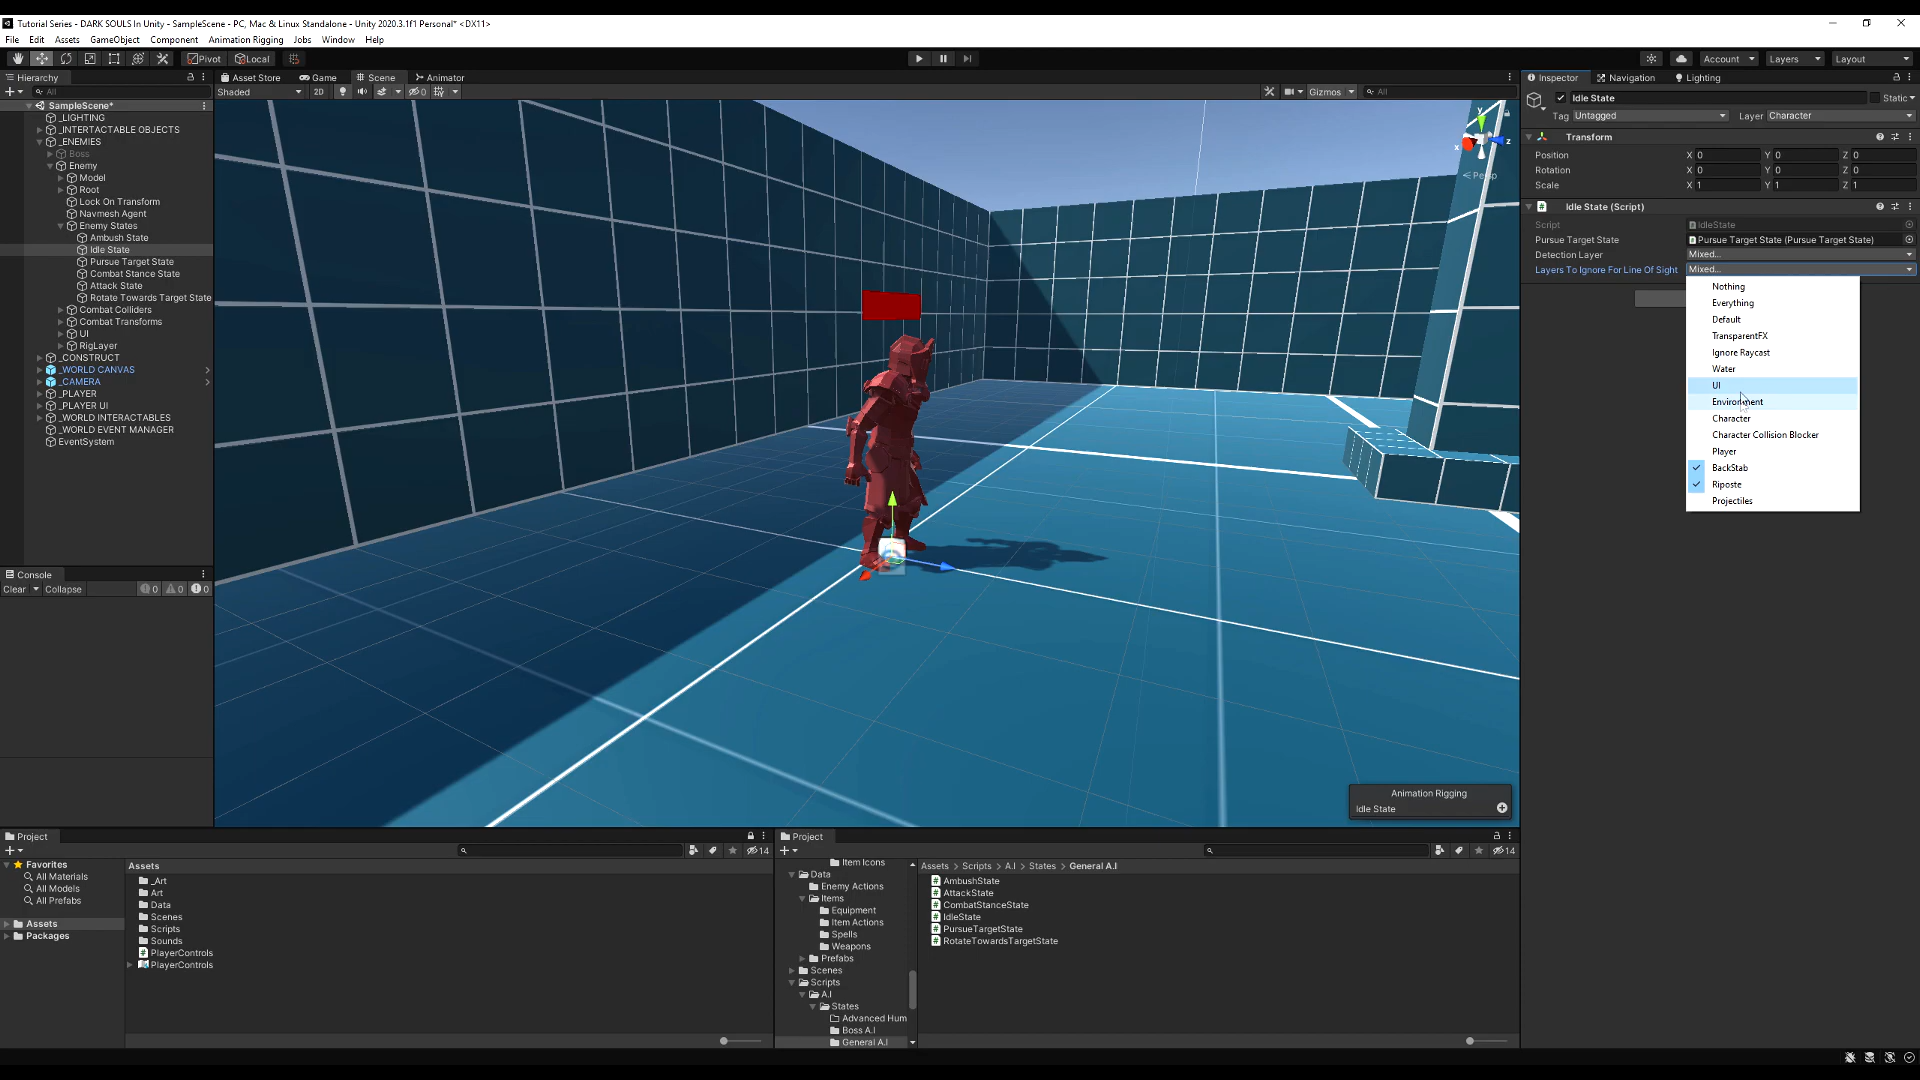 Tutorial Series - DARK SOULS In Unity - SampleScene - PC, Mac & Linux Standalone - Unity 2020.3.1f1 Personal* <DX11>
File Edit Assets GameObject Component Animation Rigging Jobs Window Help
Pivot Local Account Layers Layout
Hierarchy
All
SampleScene*
_LIGHTING
_INTERTACTABLE OBJECTS
_ENEMIES
Boss
Enemy
Model
Root
Lock On Transform
Navmesh Agent
Enemy States
Ambush State
Idle State
Pursue Target State
Combat Stance State
Attack State
Rotate Towards Target State
Combat Colliders
Combat Transforms
UI
RigLayer
_CONSTRUCT
_WORLD CANVAS
_CAMERA
_PLAYER
_PLAYER UI
_WORLD INTERACTABLES
_WORLD EVENT MANAGER
EventSystem
Console
Clear Collapse 0 0 0
Asset Store Game Scene Animator
Shaded 2D 0 Gizmos All
y
x z
Persp
Animation Rigging
Idle State
Inspector Navigation Lighting
Idle State Static
Tag Untagged Layer Character
Transform
Position X 0 Y 0 Z 0
Rotation X 0 Y 0 Z 0
Scale X 1 Y 1 Z 1
Idle State (Script)
Script IdleState
Pursue Target State Pursue Target State (Pursue Target State)
Detection Layer Mixed...
Layers To Ignore For Line Of Sight Mixed...
Nothing
Everything
Default
TransparentFX
Ignore Raycast
Water
UI
Environment
Character
Character Collision Blocker
Player
BackStab
Riposte
Projectiles
Project
14
Favorites
All Materials
All Models
All Prefabs
Assets
Packages
Assets
_Art
Art
Data
Scenes
Scripts
Sounds
PlayerControls
PlayerControls
Project
14
Item Icons
Data
Enemy Actions
Items
Equipment
Item Actions
Spells
Weapons
Prefabs
Scenes
Scripts
A.I
States
Advanced Hum
Boss A.I
General A.I
Assets > Scripts > A.I > States > General A.I
AmbushState
AttackState
CombatStanceState
IdleState
PursueTargetState
RotateTowardsTargetState